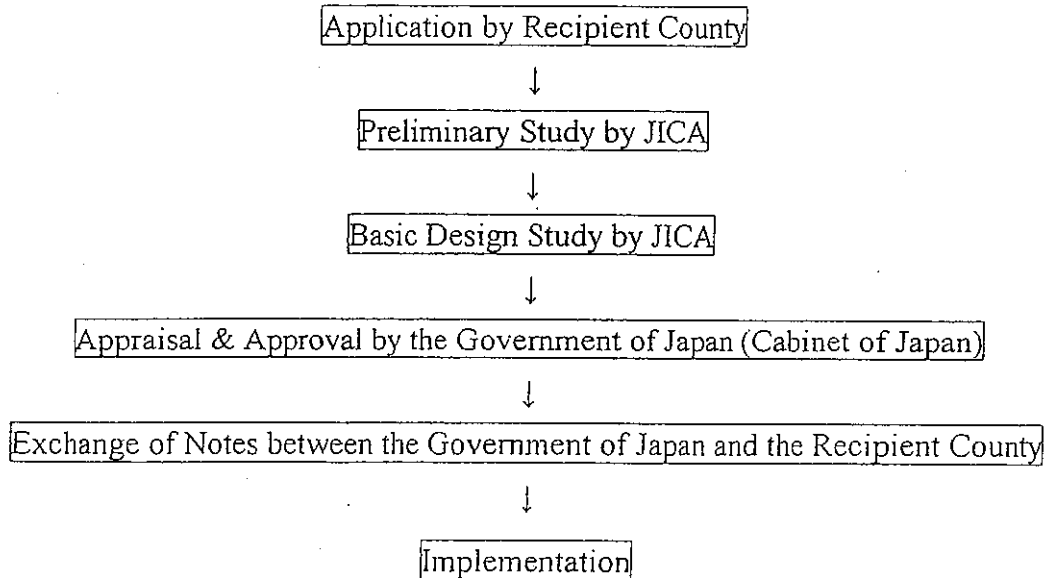 Application by Recipient County
↓
Preliminary Study by JICA
↓
Basic Design Study by JICA
↓
Appraisal & Approval by the Government of Japan (Cabinet of Japan)
↓
Exchange of Notes between the Government of Japan and the Recipient County
↓
Implementation